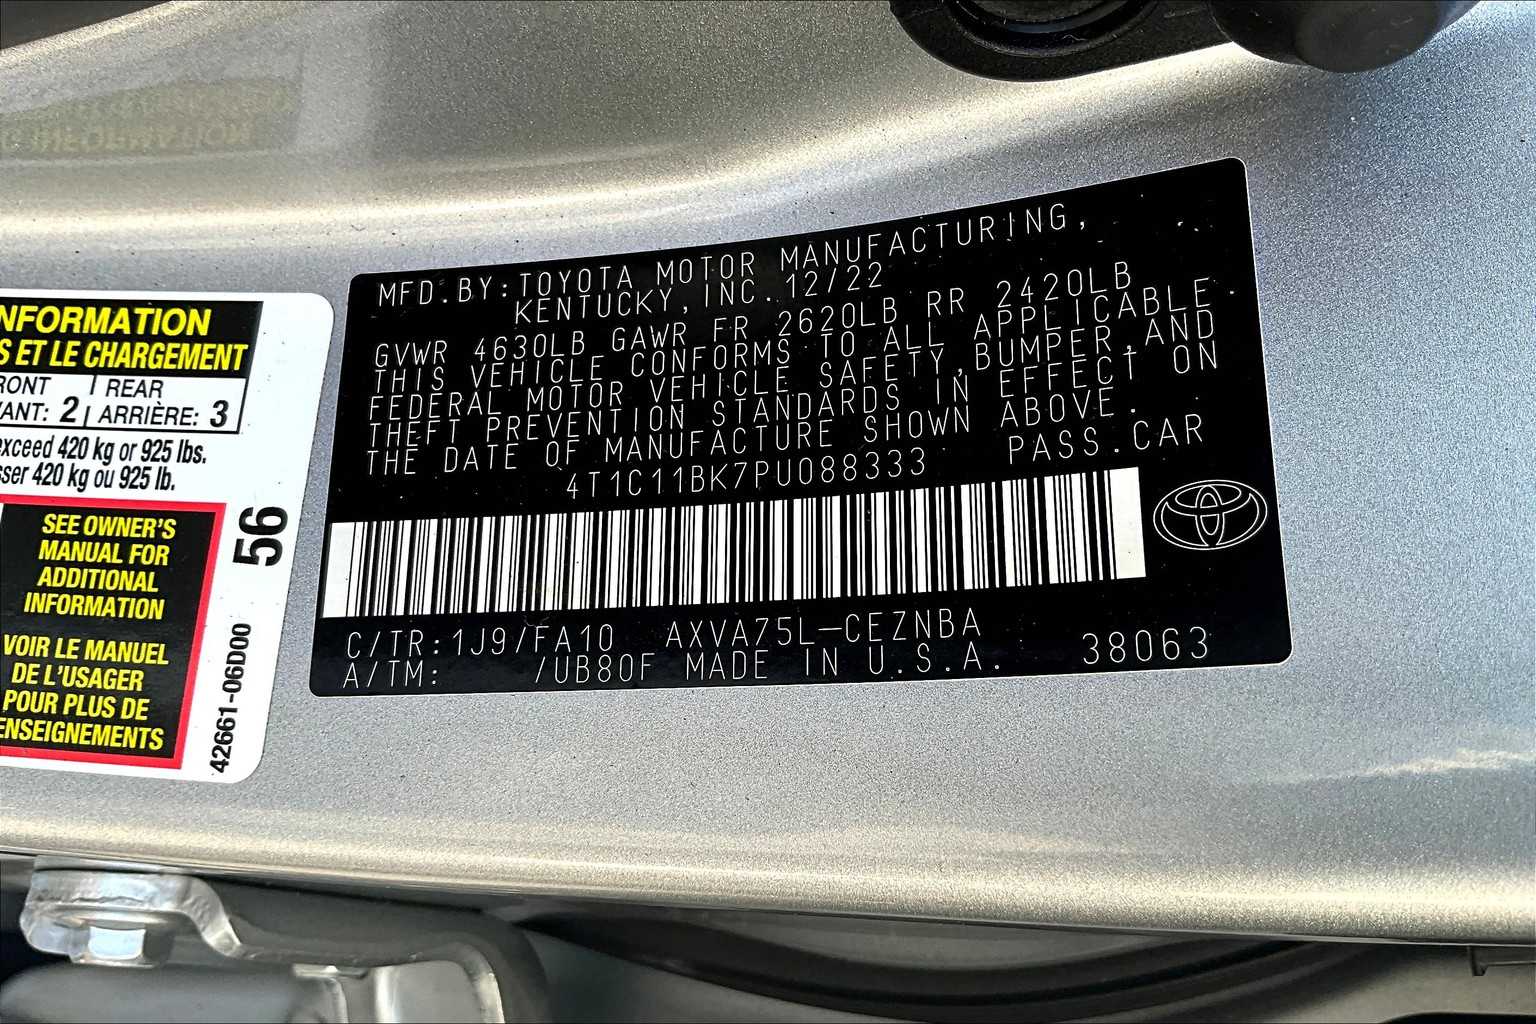 NFORMATION
S ET LE CHARGEMENT
RONT | REAR
VANT: 2 | ARRIÈRE: 3
exceed 420 kg or 925 lbs.
sser 420 kg ou 925 lb.
SEE OWNER'S
MANUAL FOR
ADDITIONAL
INFORMATION
VOIR LE MANUEL
DE L'USAGER
POUR PLUS DE
ENSEIGNEMENTS
56
42661-06D00
MFD.BY:TOYOTA MOTOR MANUFACTURING,
KENTUCKY, INC. 12/22
GVWR 4630LB GAWR FR 2620LB RR 2420LB
THIS VEHICLE CONFORMS TO ALL APPLICABLE
FEDERAL MOTOR VEHICLE SAFETY,BUMPER,AND
THEFT PREVENTION STANDARDS IN EFFECT ON
THE DATE OF MANUFACTURE SHOWN ABOVE.
4T1C11BK7PU088333 PASS.CAR
C/TR:1J9/FA10 AXVA75L-CEZNBA
A/TM: /UB80F MADE IN U.S.A. 38063